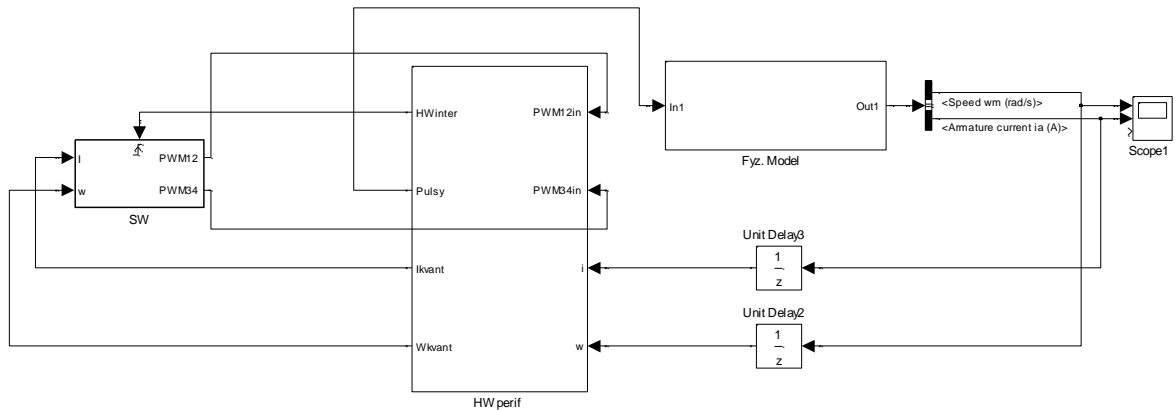 HWinter
PWM12in
In1
Out1
<Speed wm (rad/s)>
<Armature current ia (A)>
Fyz. Model
Scope1
I
PWM12
w
PWM34
SW
Pulsy
PWM34in
Unit Delay3
1
z
Ikvant
i
Unit Delay2
1
z
Wkvant
w
HW perif